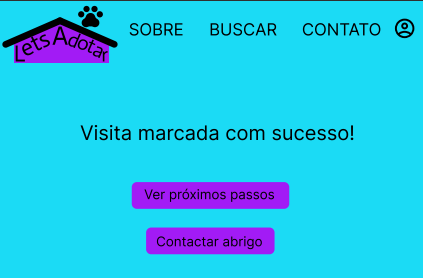 LetsAdotar
SOBRE BUSCAR CONTATO
Visita marcada com sucesso!
Ver próximos passos
Contactar abrigo